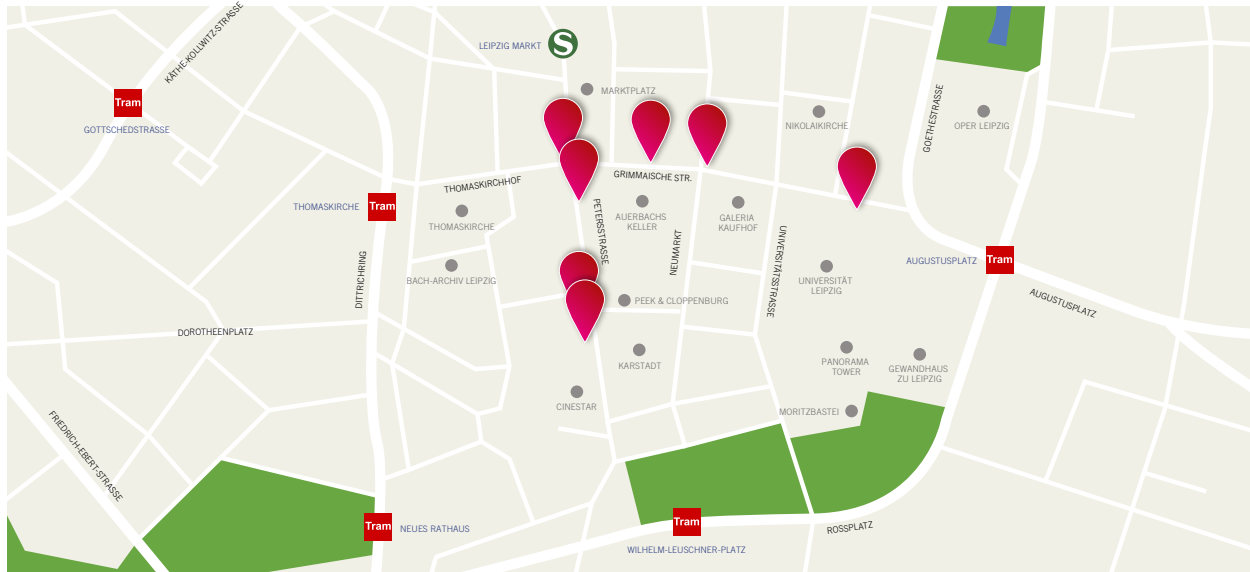 KÄTHE-KOLLWITZ-STRASSE
LEIPZIG MARKT
S
MARKTPLATZ
Tram
GOTTSCHEDSTRASSE
NIKOLAIKIRCHE
GOETHESTRASSE
OPER LEIPZIG
THOMASKIRCHHOF
GRIMMAISCHE STR.
THOMASKIRCHE
Tram
THOMASKIRCHE
PETERSSTRASSE
AUERBACHS
KELLER
NEUMARKT
GALERIA
KAUFHOF
UNIVERSITÄTSSTRASSE
UNIVERSITÄT
LEIPZIG
AUGUSTUSPLATZ
Tram
AUGUSTUSPLATZ
DITTRICHRING
BACH-ARCHIV LEIPZIG
PEEK & CLOPPENBURG
DOROTHEENPLATZ
KARSTADT
PANORAMA
TOWER
GEWANDHAUS
ZU LEIPZIG
CINESTAR
MORITZBASTEI
FRIEDRICH-EBERT-STRASSE
Tram
NEUES RATHAUS
Tram
WILHELM-LEUSCHNER-PLATZ
ROSSPLATZ